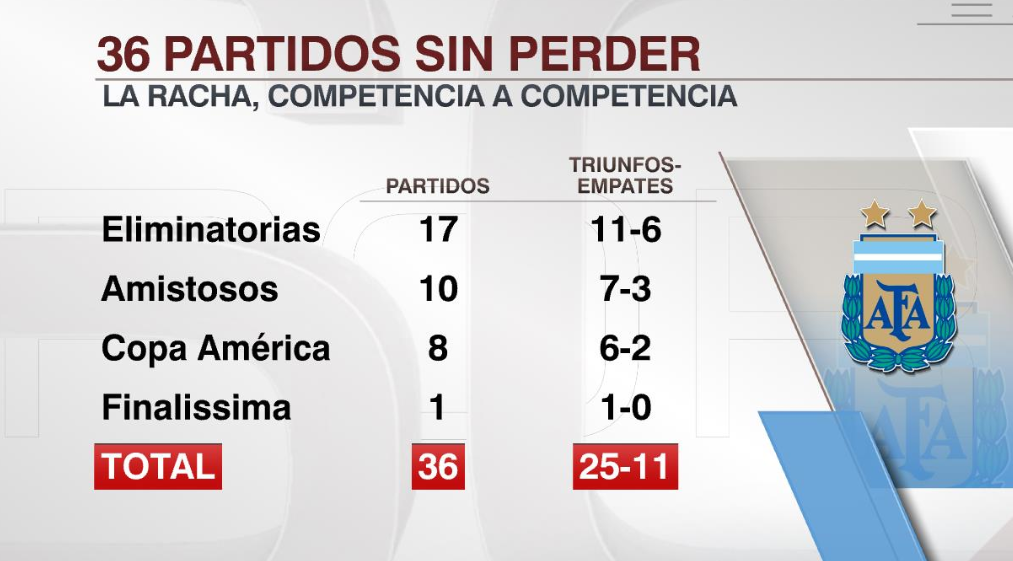 36 PARTIDOS SIN PERDER
LA RACHA, COMPETENCIA A COMPETENCIA
PARTIDOS TRIUNFOS-
EMPATES
Eliminatorias 17 11-6
Amistosos 10 7-3
Copa América 8 6-2
Finalissima 1 1-0
TOTAL 36 25-11
AFA
AFA